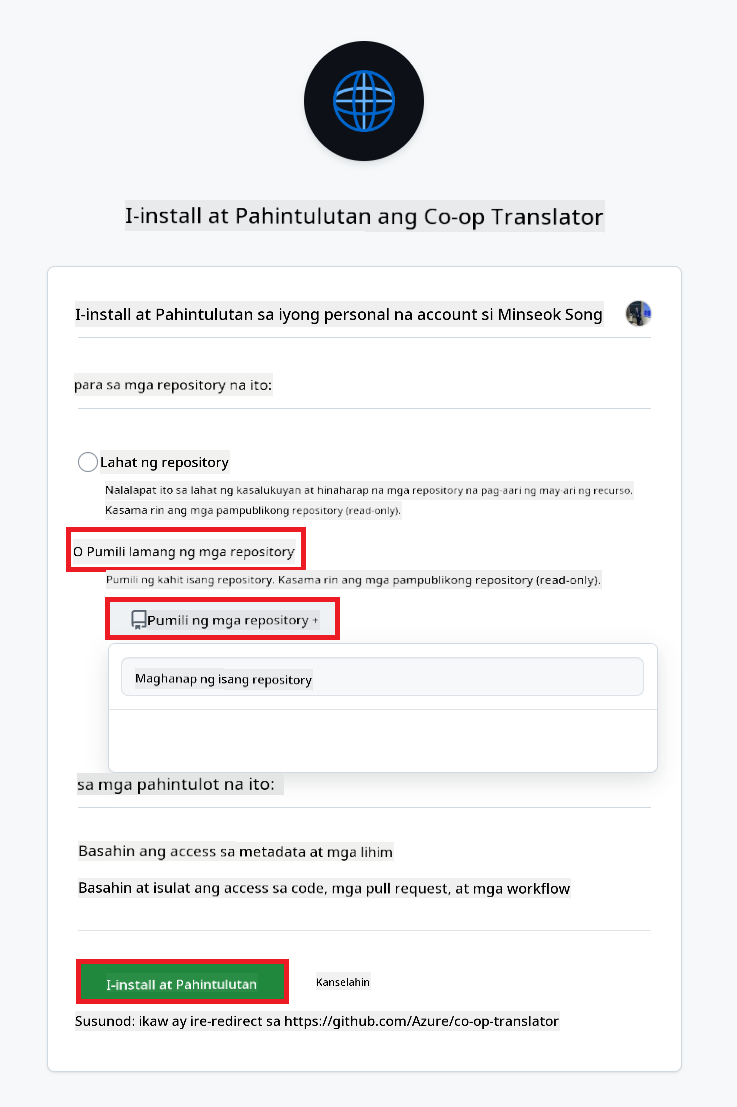 I-install at Pahintulutan ang Co-op Translator
I-install at Pahintulutan sa iyong personal na account si Minseok Song
para sa mga repository na ito:
Lahat ng repository
Nalalapat ito sa lahat ng kasalukuyan at hinaharap na mga repository na pag-aari ng may-ari ng recurso.
Kasama rin ang mga pampublikong repository (read-only).
O Pumili lamang ng mga repository
Pumili ng kahit isang repository. Kasama rin ang mga pampublikong repository (read-only).
Pumili ng mga repository +
Maghanap ng isang repository
sa mga pahintulot na ito:
Basahin ang access sa metadata at mga lihim
Basahin at isulat ang access sa code, mga pull request, at mga workflow
I-install at Pahintulutan
Kanselahin
Susunod: ikaw ay ire-redirect sa https://github.com/Azure/co-op-translator